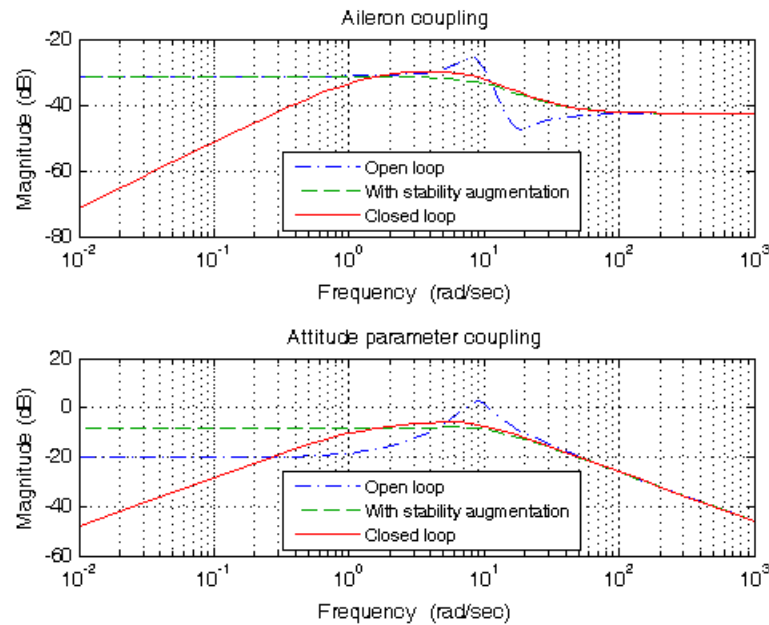 Aileron coupling
-20
-40
-60
-80
Magnitude (dB)
Open loop
With stability augmentation
Closed loop
10^-2
10^-1
10^0
10^1
10^2
10^3
Frequency (rad/sec)
Attitude parameter coupling
20
0
-20
-40
-60
Magnitude (dB)
Open loop
With stability augmentation
Closed loop
10^-2
10^-1
10^0
10^1
10^2
10^3
Frequency (rad/sec)